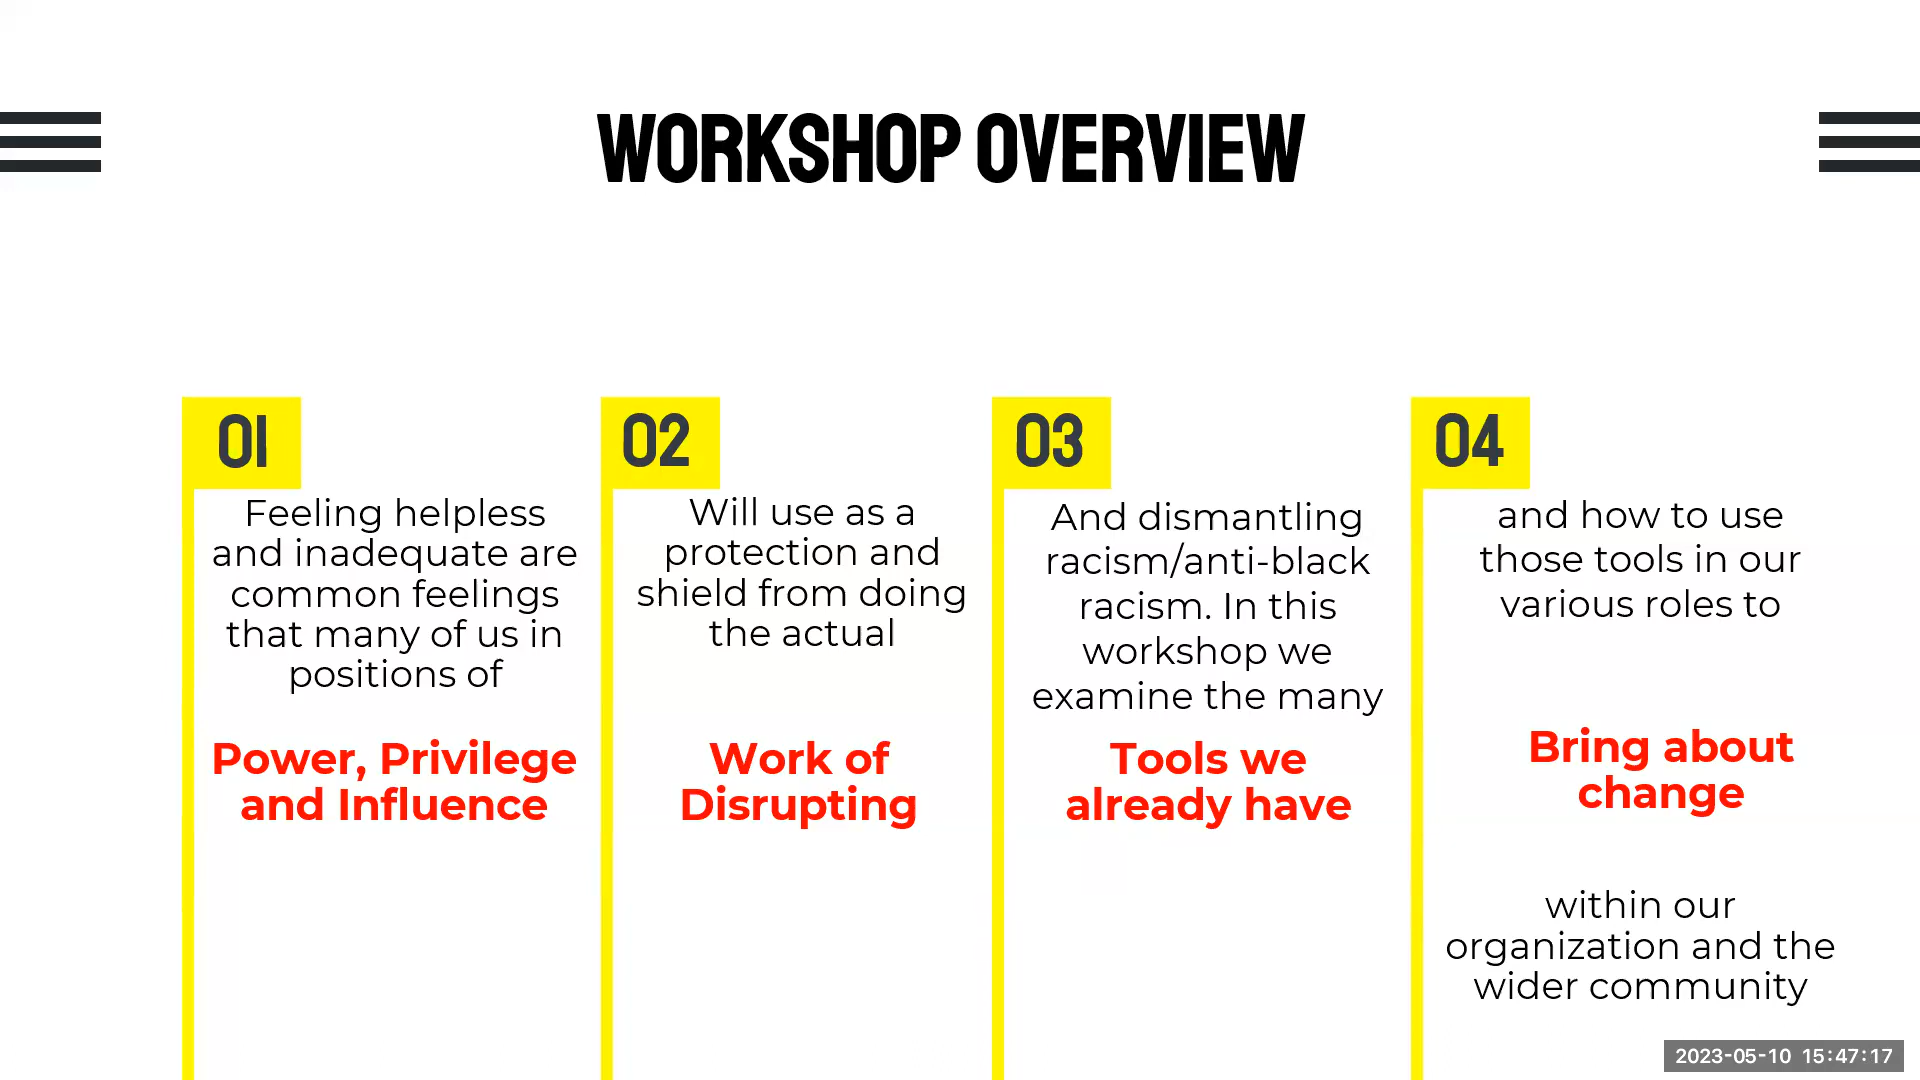 WORKSHOP OVERVIEW
01
Feeling helpless
and inadequate are
common feelings
that many of us in
positions of
Power, Privilege
and Influence
02
Will use as a
protection and
shield from doing
the actual
Work of
Disrupting
03
And dismantling
racism/anti-black
racism. In this
workshop we
examine the many
Tools we
already have
04
and how to use
those tools in our
various roles to
Bring about
change
within our
organization and the
wider community
2023-05-10 15:47:17